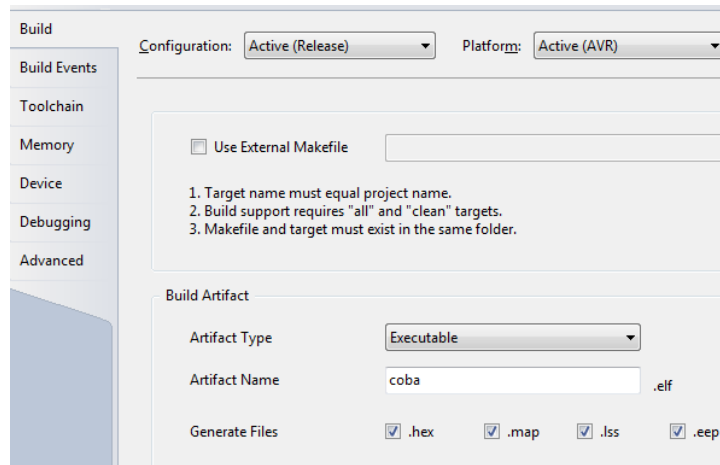 Build
Build Events
Toolchain
Memory
Device
Debugging
Advanced
Configuration: Active (Release) Platform: Active (AVR)
Use External Makefile
1. Target name must equal project name.
2. Build support requires "all" and "clean" targets.
3. Makefile and target must exist in the same folder.
Build Artifact
Artifact Type Executable
Artifact Name coba .elf
Generate Files .hex .map .lss .eep